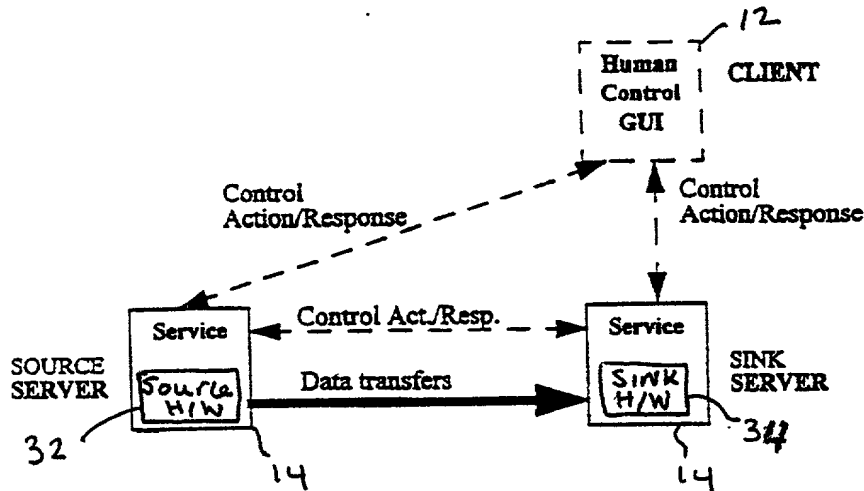 12
Human
Control
GUI
CLIENT
Control
Action/Response
Control
Action/Response
Service
Control Act./Resp.
Service
SOURCE
SERVER
Source
H/W
Data transfers
SINK
H/W
SINK
SERVER
32
14
34
14